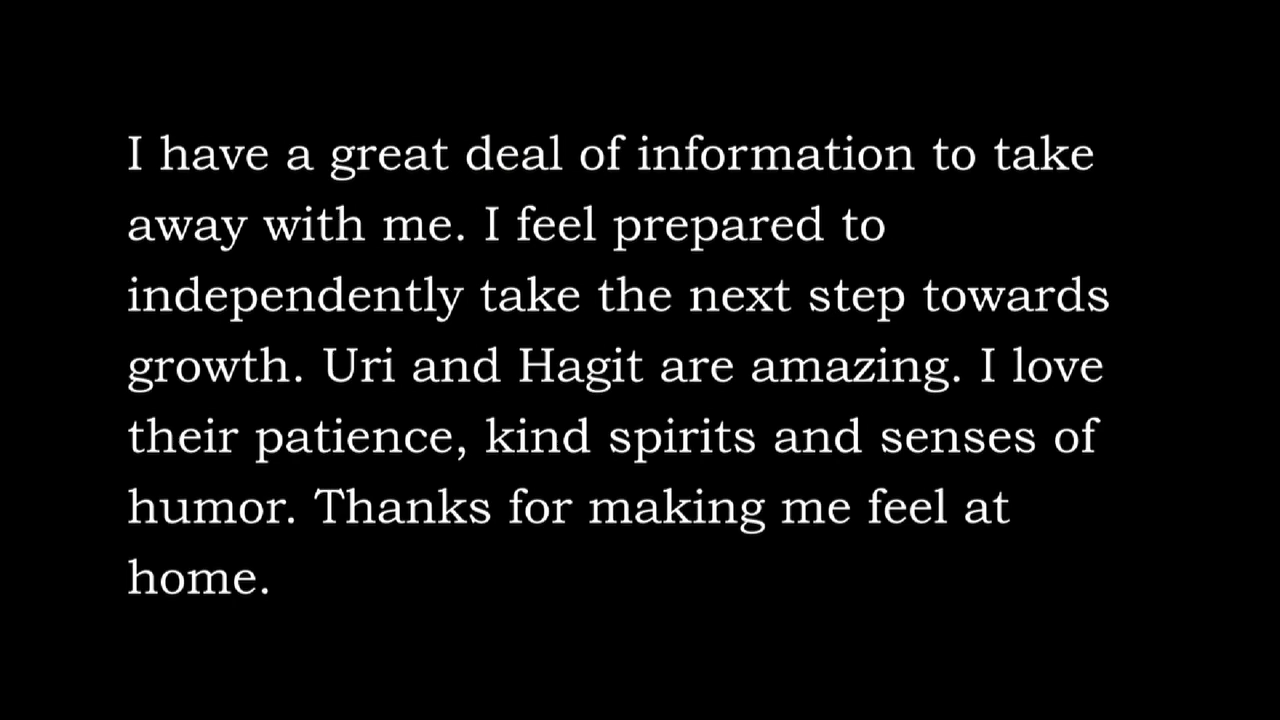 I have a great deal of information to take
away with me. I feel prepared to
independently take the next step towards
growth. Uri and Hagit are amazing. I love
their patience, kind spirits and senses of
humor. Thanks for making me feel at
home.